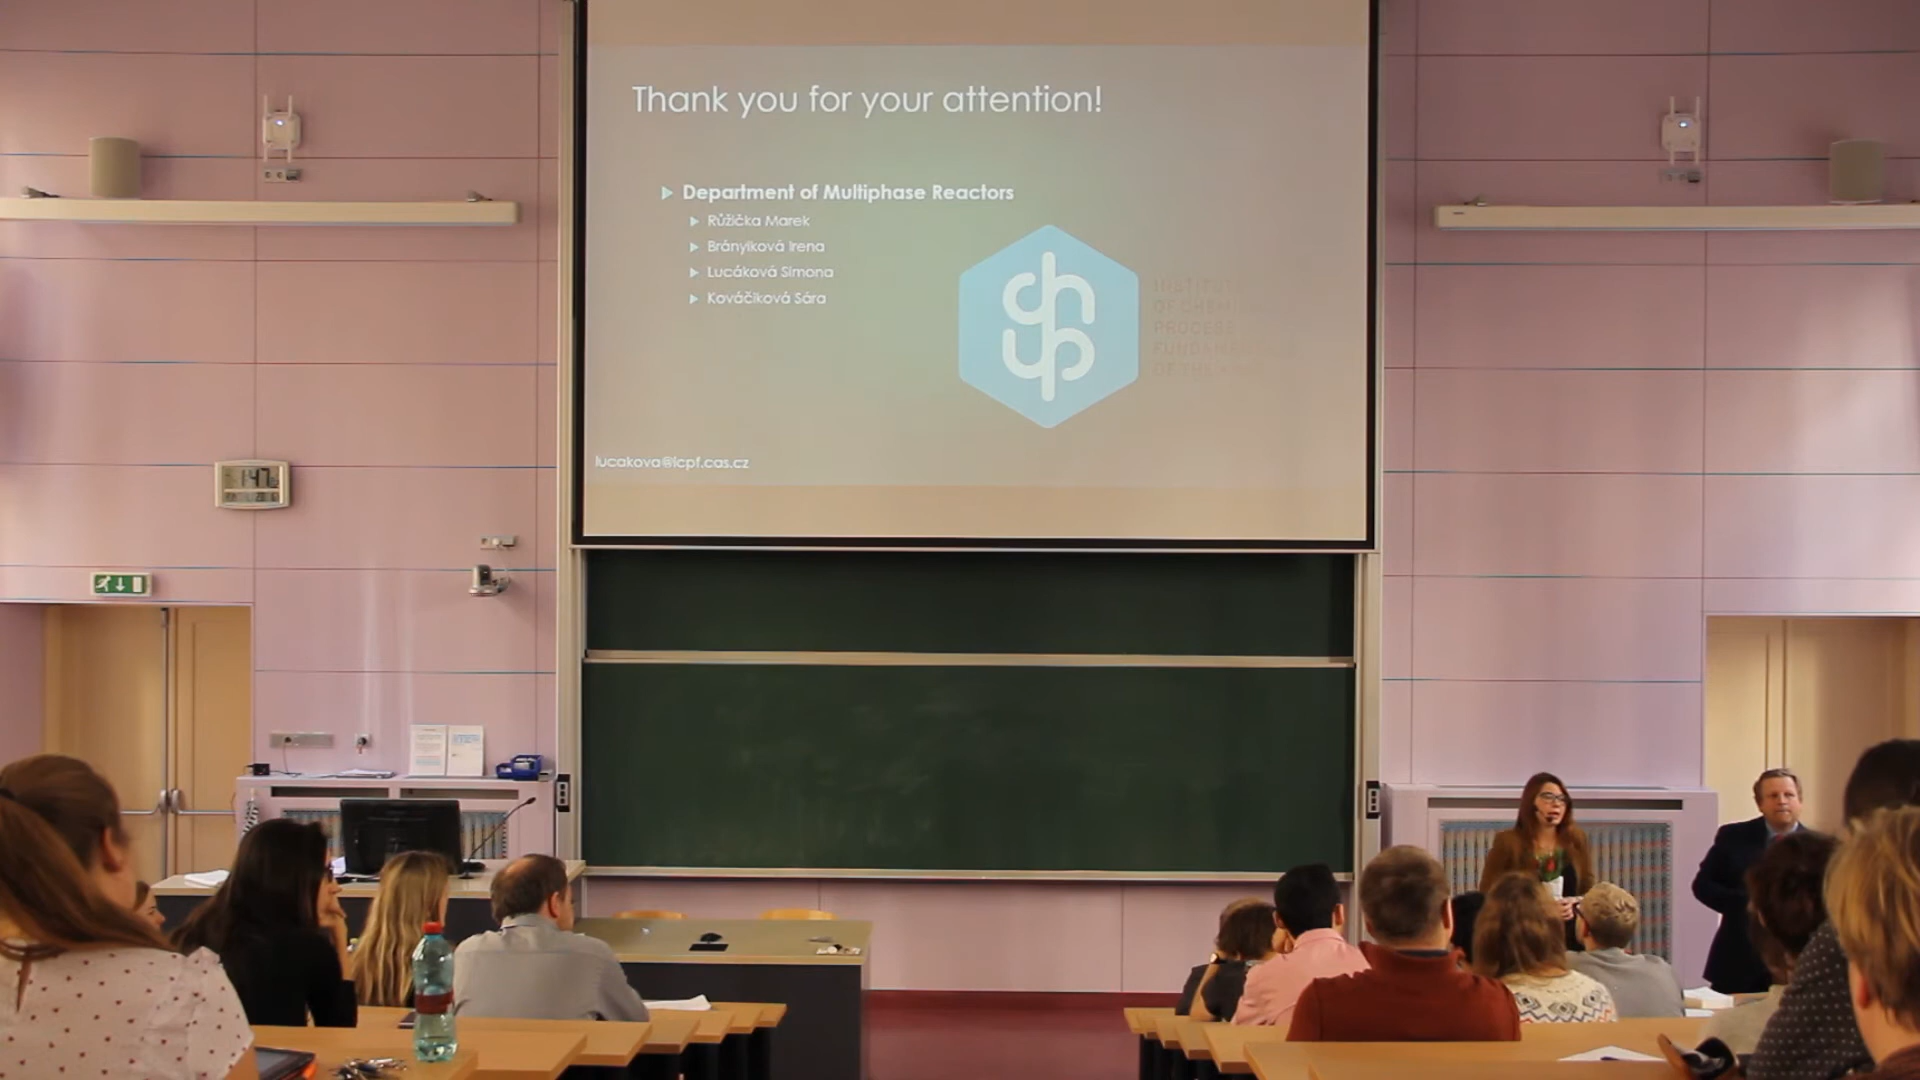 Thank you for your attention!
Department of Multiphase Reactors
Růžička Marek
Brányiková Irena
Lucáková Simona
Kováčiková Sára
PROCESS
lucakova@icpf.cas.cz